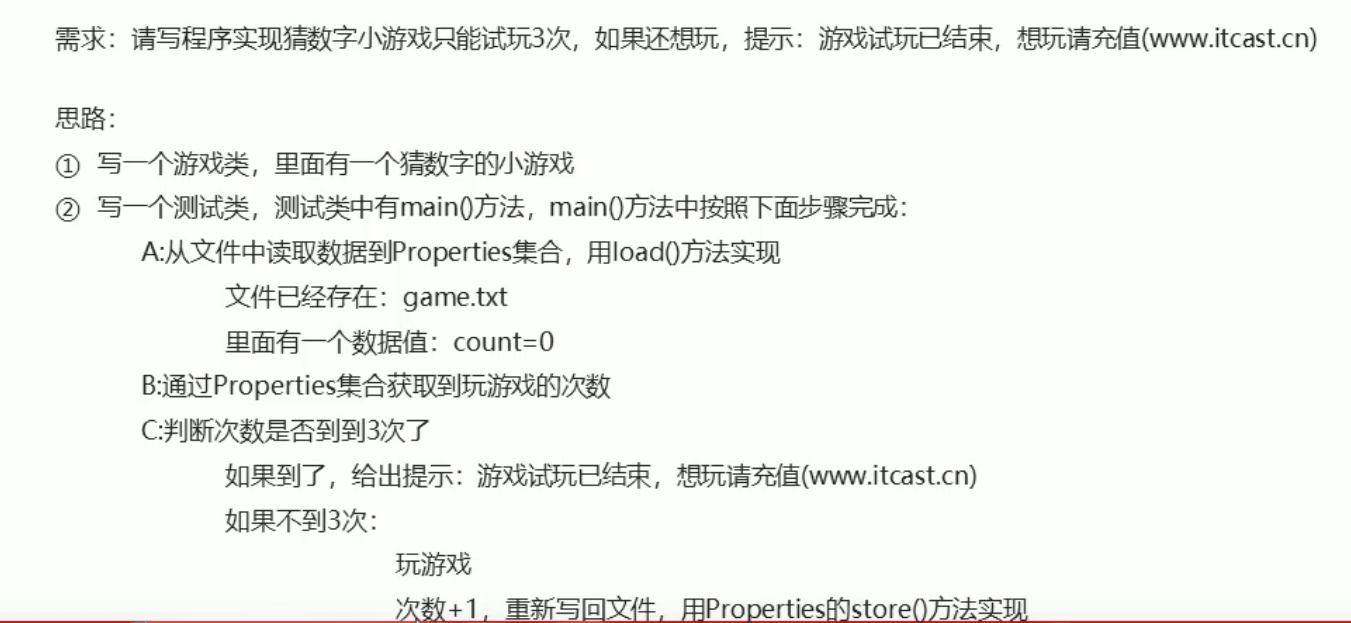 需求：请写程序实现猜数字小游戏只能试玩3次，如果还想玩，提示：游戏试玩已结束，想玩请充值(www.itcast.cn)
思路：
① 写一个游戏类，里面有一个猜数字的小游戏
② 写一个测试类，测试类中有main()方法，main()方法中按照下面步骤完成：
A:从文件中读取数据到Properties集合，用load()方法实现
文件已经存在：game.txt
里面有一个数据值：count=0
B:通过Properties集合获取到玩游戏的次数
C:判断次数是否到到3次了
如果到了，给出提示：游戏试玩已结束，想玩请充值(www.itcast.cn)
如果不到3次：
玩游戏
次数+1，重新写回文件，用Properties的store()方法实现